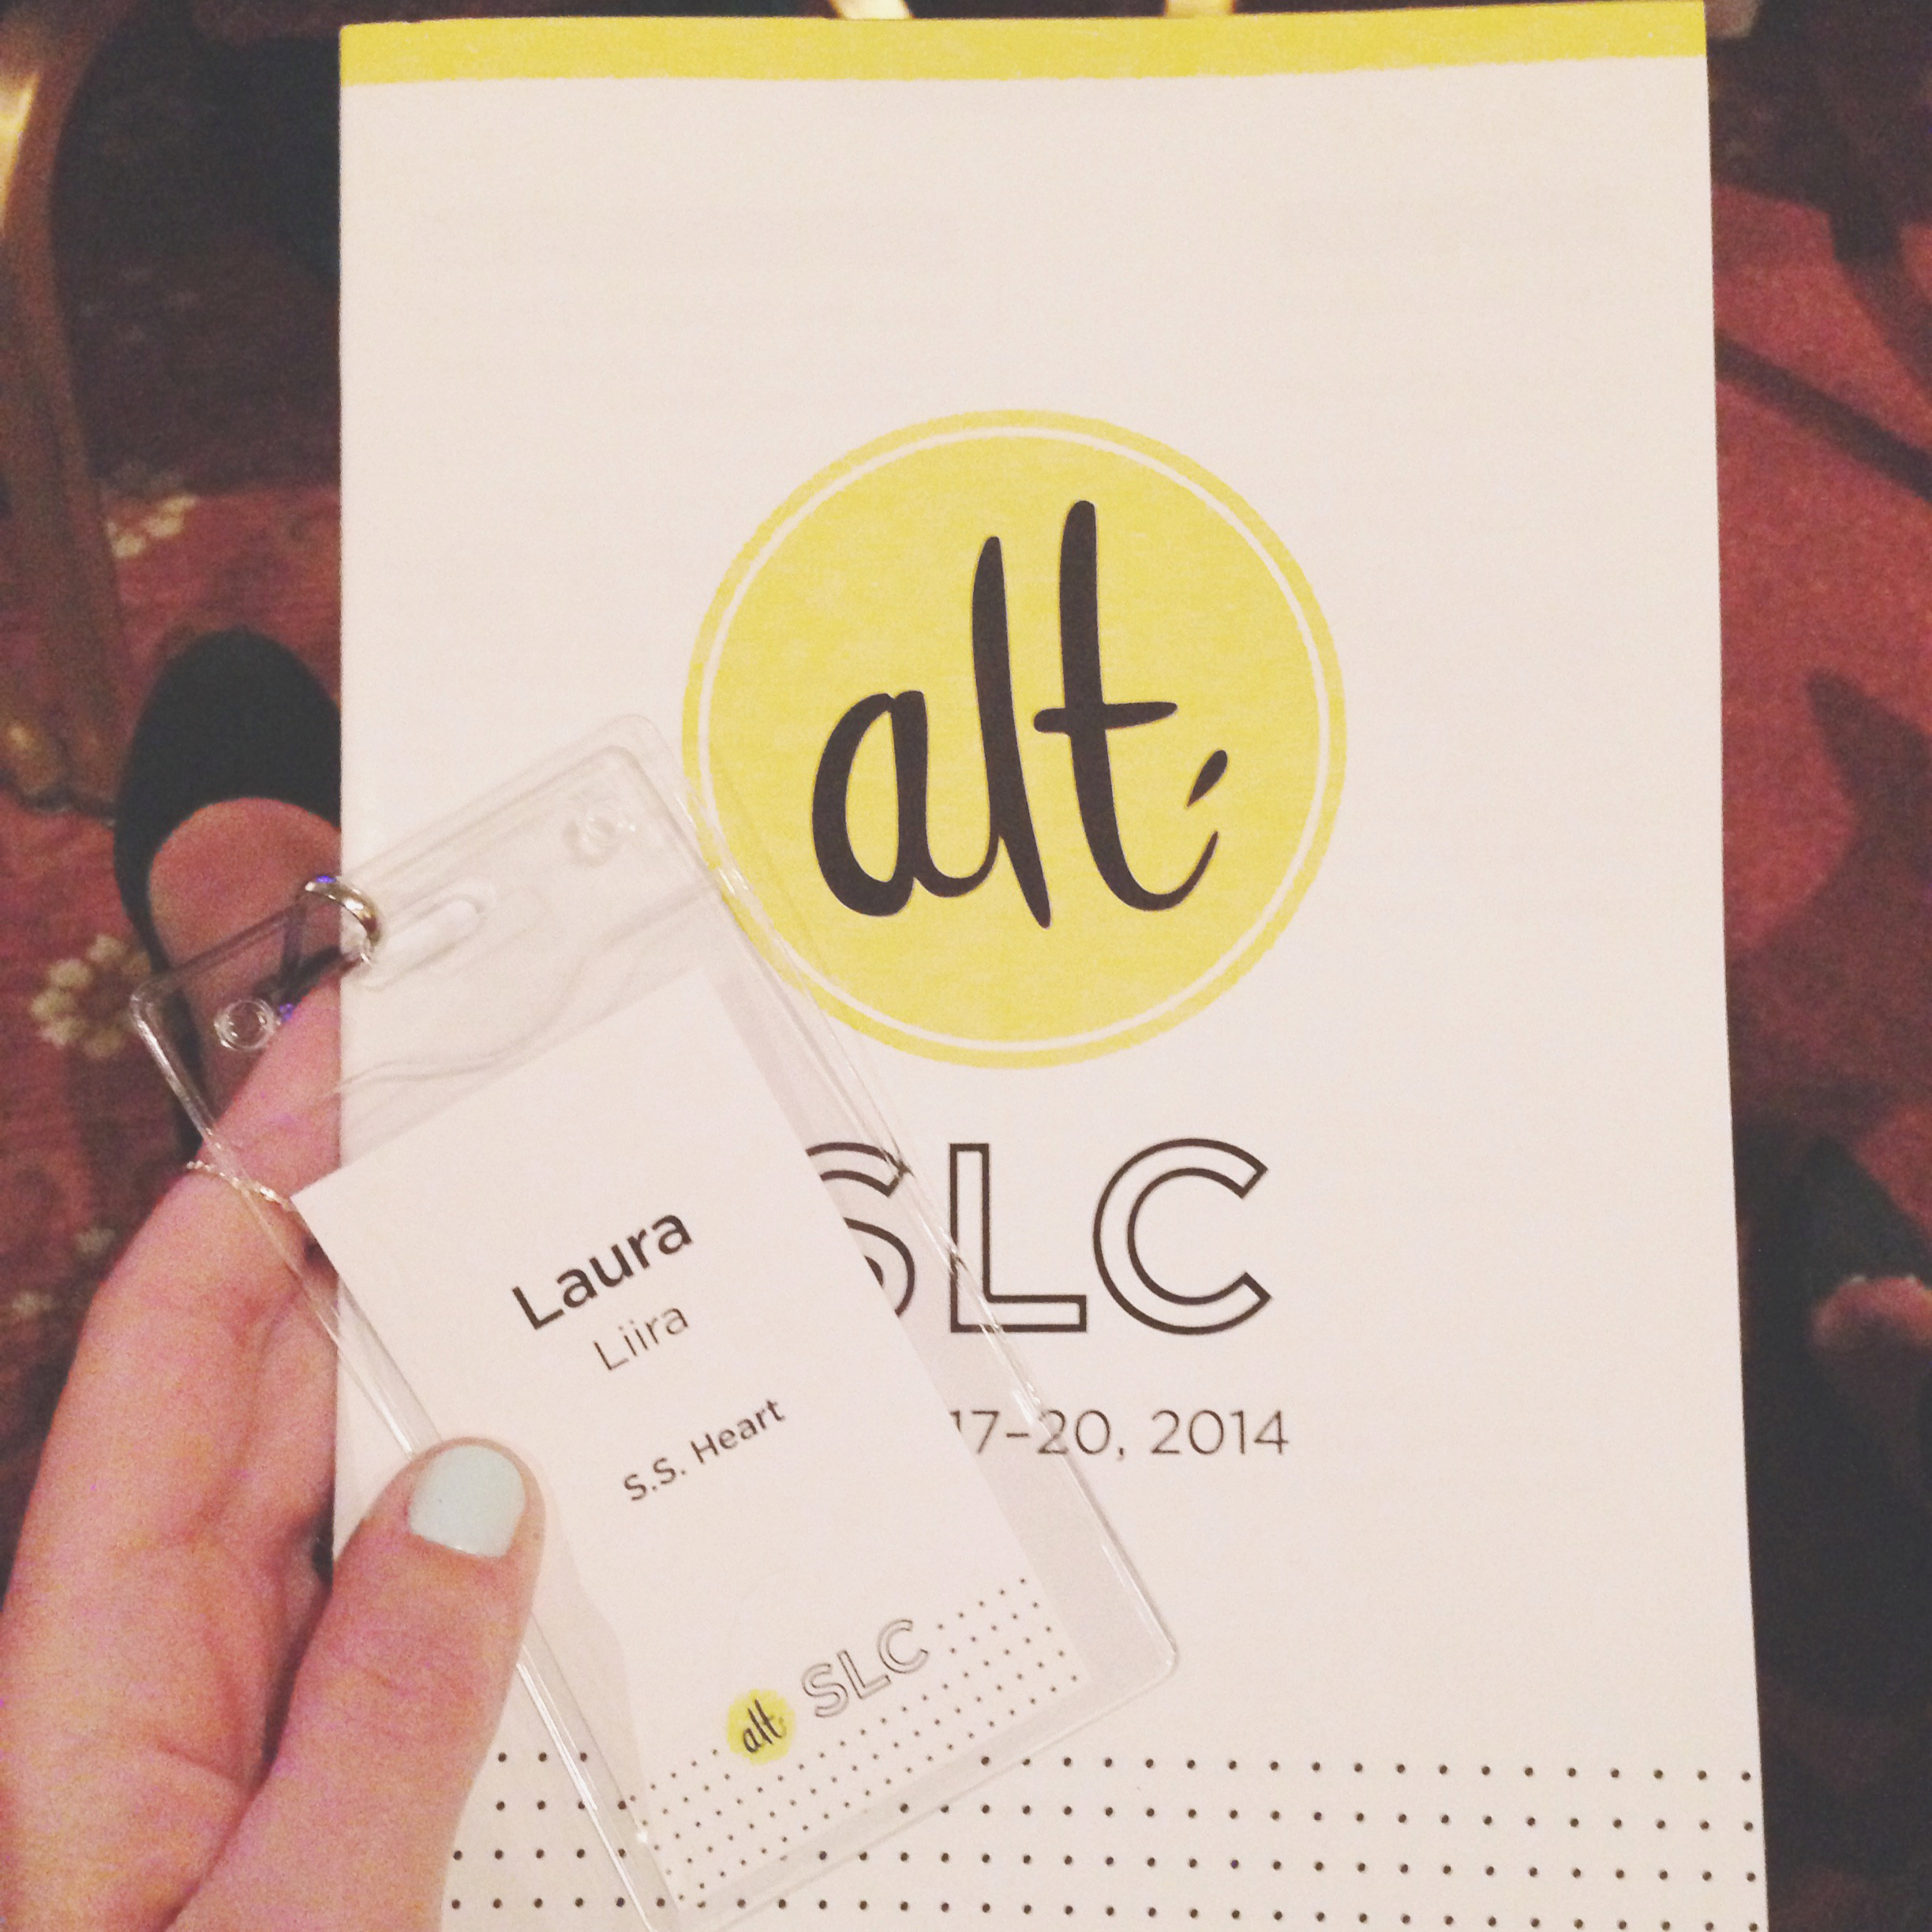 alt
SLC
17-20, 2014
Laura
Liira
S.S. Heart
alt
SLC